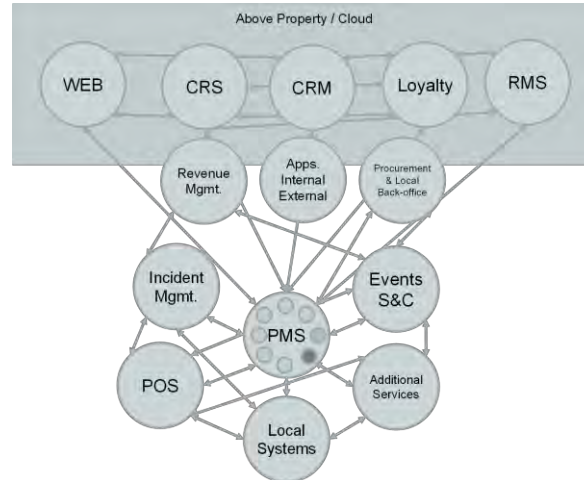 Above Property / Cloud
WEB
CRS
CRM
Loyalty
RMS
Revenue
Mgmt.
Apps.
Internal
External
Procurement
& Local
Back-office
Incident
Mgmt.
Events
S&C
PMS
POS
Additional
Services
Local
Systems